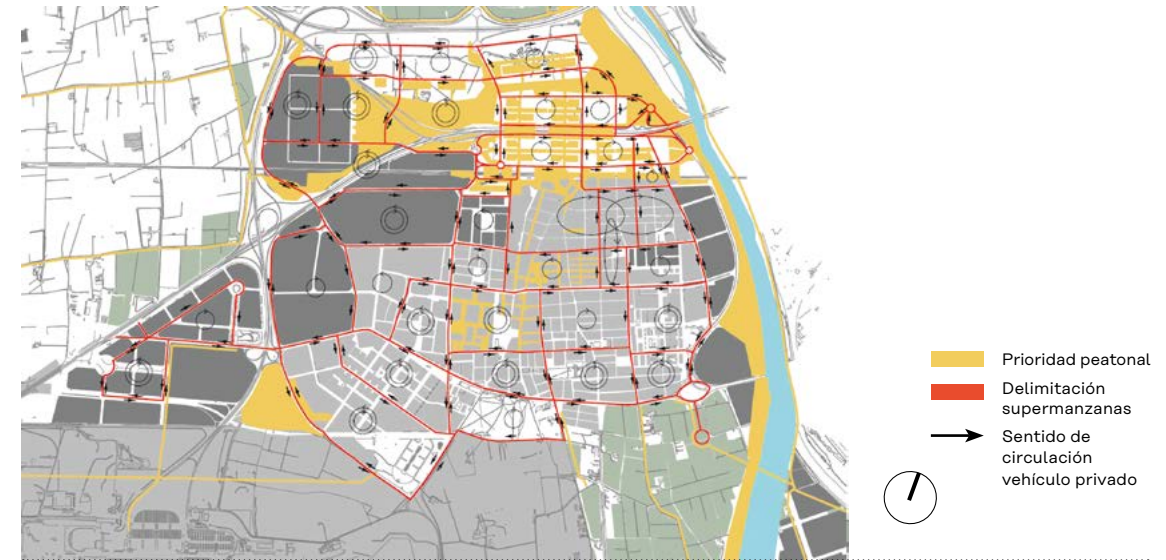 Prioridad peatonal
Delimitación
supermanzanas
Sentido de
circulación
vehículo privado